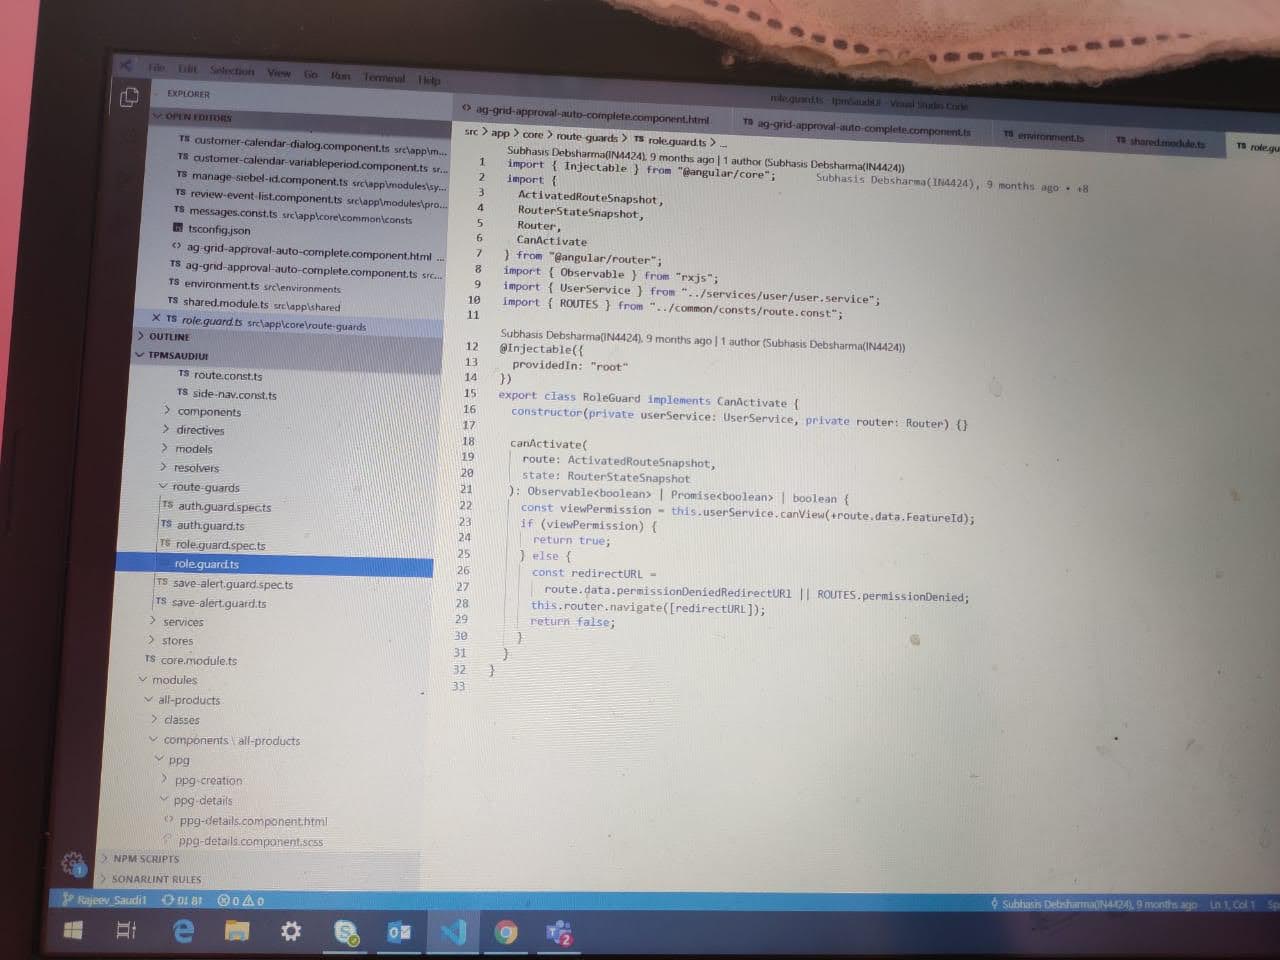 File Edit Selection View Go Run Terminal Help
role.guard.ts - tpmSaudiUI - Visual Studio Code
EXPLORER
OPEN EDITORS
TS customer-calendar-dialog.component.ts src\app\m...
TS customer-calendar-variableperiod.component.ts sr...
TS manage-siebel-id.component.ts src\app\modules\sy...
TS review-event-list.component.ts src\app\modules\pro...
TS messages.const.ts src\app\core\common\consts
tsconfig.json
<> ag-grid-approval-auto-complete.component.html ...
TS ag-grid-approval-auto-complete.component.ts src...
TS environment.ts src\environments
TS shared.module.ts src\app\shared
TS role.guard.ts src\app\core\route-guards
OUTLINE
TPMSAUDIUI
TS route.const.ts
TS side-nav.const.ts
components
directives
models
resolvers
route-guards
TS auth.guard.spec.ts
TS auth.guard.ts
TS role.guard.spec.ts
role.guard.ts
TS save-alert.guard.spec.ts
TS save-alert.guard.ts
services
stores
TS core.module.ts
modules
all-products
classes
components \ all-products
ppg
ppg-creation
ppg-details
<> ppg-details.component.html
ppg-details.component.scss
NPM SCRIPTS
SONARLINT RULES
<> ag-grid-approval-auto-complete.component.html
TS ag-grid-approval-auto-complete.component.ts
TS environment.ts
TS shared.module.ts
TS role.gu
src > app > core > route-guards > TS role.guard.ts > ...
Subhasis Debsharma(IN4424), 9 months ago | 1 author (Subhasis Debsharma(IN4424))
1 import { Injectable } from "@angular/core"; Subhasis Debsharma(IN4424), 9 months ago • +8
2 import {
3 ActivatedRouteSnapshot,
4 RouterStateSnapshot,
5 Router,
6 CanActivate
7 } from "@angular/router";
8 import { Observable } from "rxjs";
9 import { UserService } from "../services/user/user.service";
10 import { ROUTES } from "../common/consts/route.const";
11
Subhasis Debsharma(IN4424), 9 months ago | 1 author (Subhasis Debsharma(IN4424))
12 @Injectable({
13 providedIn: "root"
14 })
15 export class RoleGuard implements CanActivate {
16 constructor(private userService: UserService, private router: Router) {}
17
18 canActivate(
19 route: ActivatedRouteSnapshot,
20 state: RouterStateSnapshot
21 ): Observable<boolean> | Promise<boolean> | boolean {
22 const viewPermission = this.userService.canView(+route.data.FeatureId);
23 if (viewPermission) {
24 return true;
25 } else {
26 const redirectURL =
27 route.data.permissionDeniedRedirectURl || ROUTES.permissionDenied;
28 this.router.navigate([redirectURL]);
29 return false;
30 }
31 }
32 }
33
1
Rajeev_Saudi1 0 0
Subhasis Debsharma(IN4424), 9 months ago Ln 1, Col 1 Sp
2